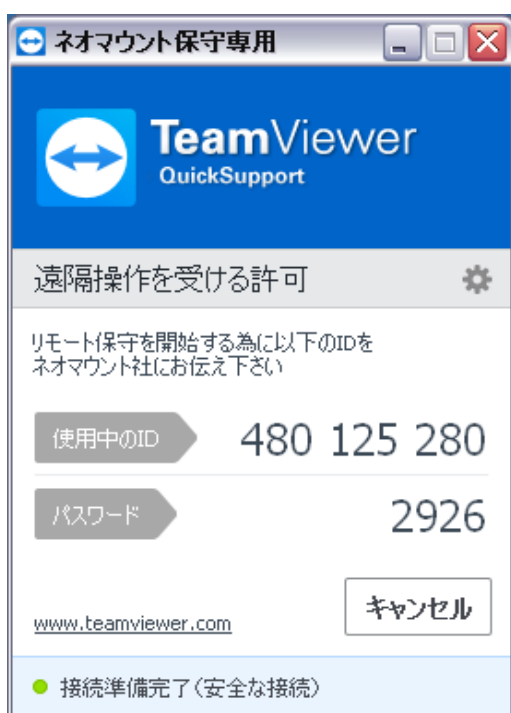 ネオマウント保守専用
TeamViewer
QuickSupport
遠隔操作を受ける許可
リモート保守を開始する為に以下のIDを
ネオマウント社にお伝え下さい
使用中のID 480 125 280
パスワード 2926
キャンセル
www.teamviewer.com
接続準備完了(安全な接続)